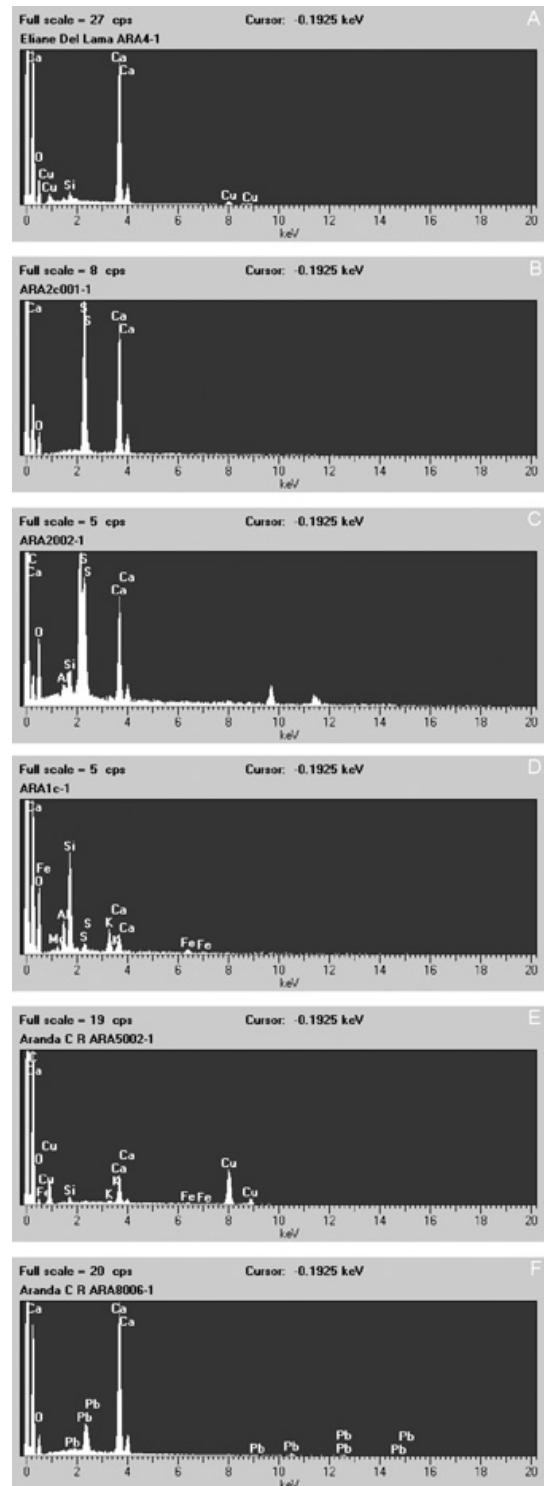 Full scale = 27 cps Cursor: -0.1925 keV A
Eliane Del Lama ARA4-1
Ca Ca
Ca
O
Cu
Cu Si Cu Cu
0 2 4 6 8 10 12 14 16 18 20
keV
Full scale = 8 cps Cursor: -0.1925 keV B
ARA2c001-1
Ca S Ca
S Ca
O
0 2 4 6 8 10 12 14 16 18 20
keV
Full scale = 5 cps Cursor: -0.1925 keV C
ARA2002-1
C S
Ca S Ca
Ca
O
Si
Al
0 2 4 6 8 10 12 14 16 18 20
keV
Full scale = 5 cps Cursor: -0.1925 keV D
ARA1c-1
Ca
Fe Si
O
Al Ca
S K Ca
Mg S K Fe Fe
0 2 4 6 8 10 12 14 16 18 20
keV
Full scale = 19 cps Cursor: -0.1925 keV E
Aranda C R ARA5002-1
C
Ca
Cu
O Ca
Ca Cu
Cu K
Fe Si K Fe Fe Cu
0 2 4 6 8 10 12 14 16 18 20
keV
Full scale = 20 cps Cursor: -0.1925 keV F
Aranda C R ARA8006-1
Ca Ca
Ca
Pb
O Pb
Pb Pb Pb Pb Pb Pb Pb
0 2 4 6 8 10 12 14 16 18 20
keV